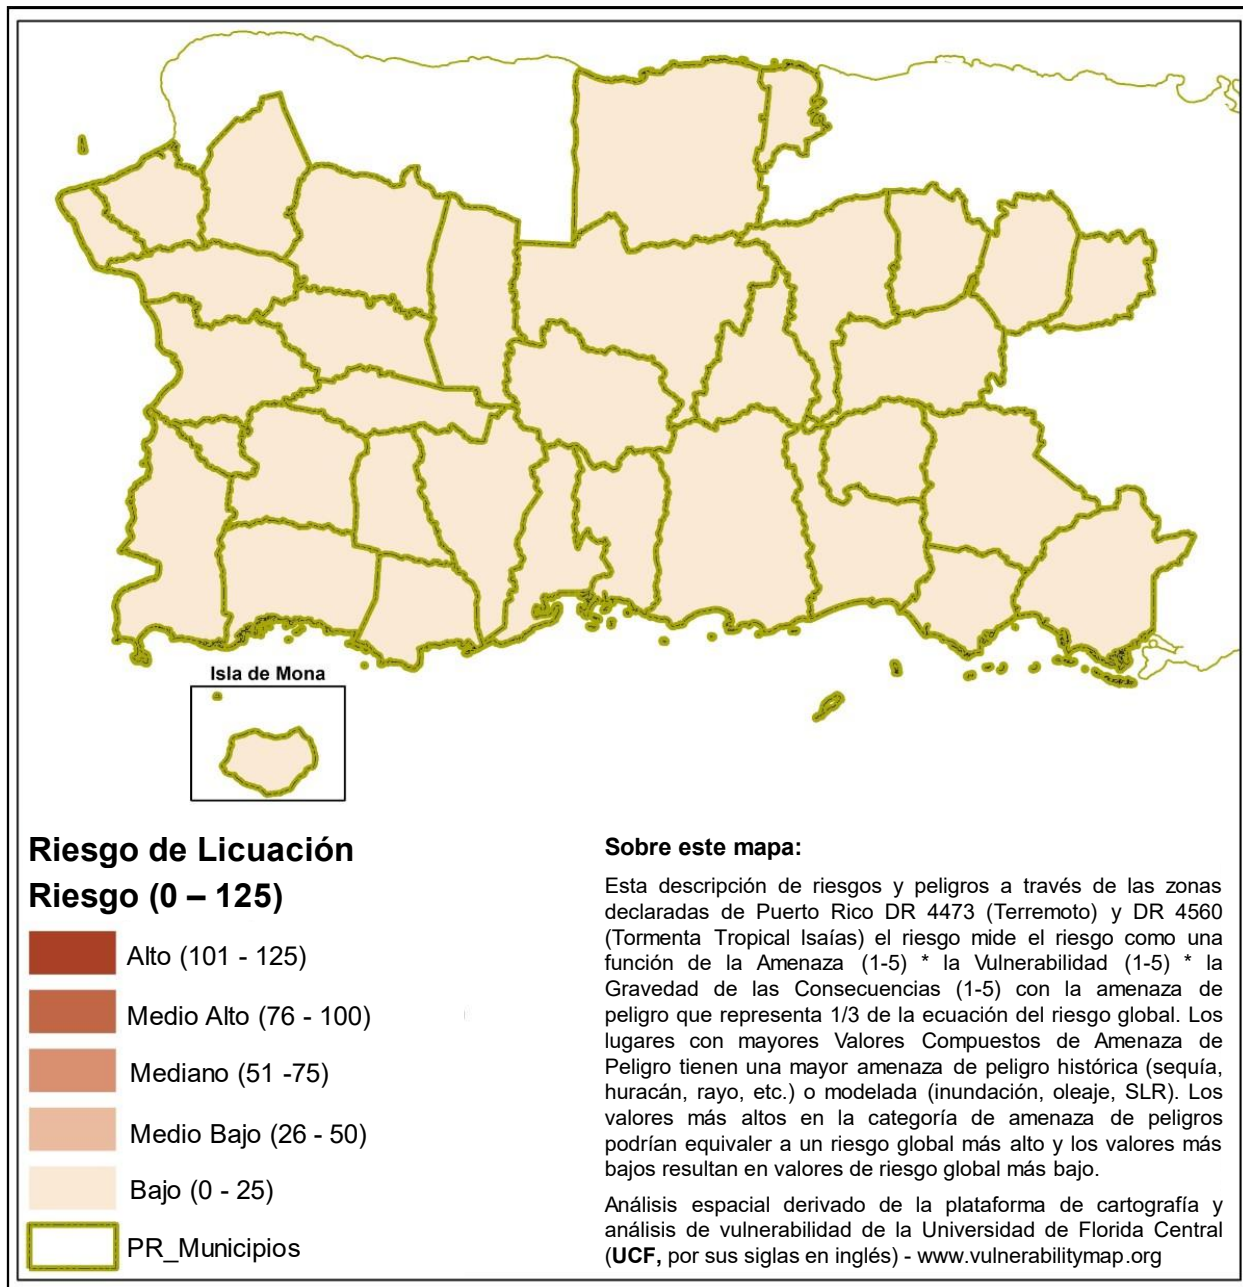 Isla de Mona
Riesgo de Licuación
Riesgo (0 – 125)
Alto (101 - 125)
Medio Alto (76 - 100)
Mediano (51 -75)
Medio Bajo (26 - 50)
Bajo (0 - 25)
PR_Municipios
Sobre este mapa:
Esta descripción de riesgos y peligros a través de las zonas
declaradas de Puerto Rico DR 4473 (Terremoto) y DR 4560
(Tormenta Tropical Isaías) el riesgo mide el riesgo como una
función de la Amenaza (1-5) * la Vulnerabilidad (1-5) * la
Gravedad de las Consecuencias (1-5) con la amenaza de
peligro que representa 1/3 de la ecuación del riesgo global. Los
lugares con mayores Valores Compuestos de Amenaza de
Peligro tienen una mayor amenaza de peligro histórica (sequía,
huracán, rayo, etc.) o modelada (inundación, oleaje, SLR). Los
valores más altos en la categoría de amenaza de peligros
podrían equivaler a un riesgo global más alto y los valores más
bajos resultan en valores de riesgo global más bajo.
Análisis espacial derivado de la plataforma de cartografía y
análisis de vulnerabilidad de la Universidad de Florida Central
(UCF, por sus siglas en inglés) - www.vulnerabilitymap.org